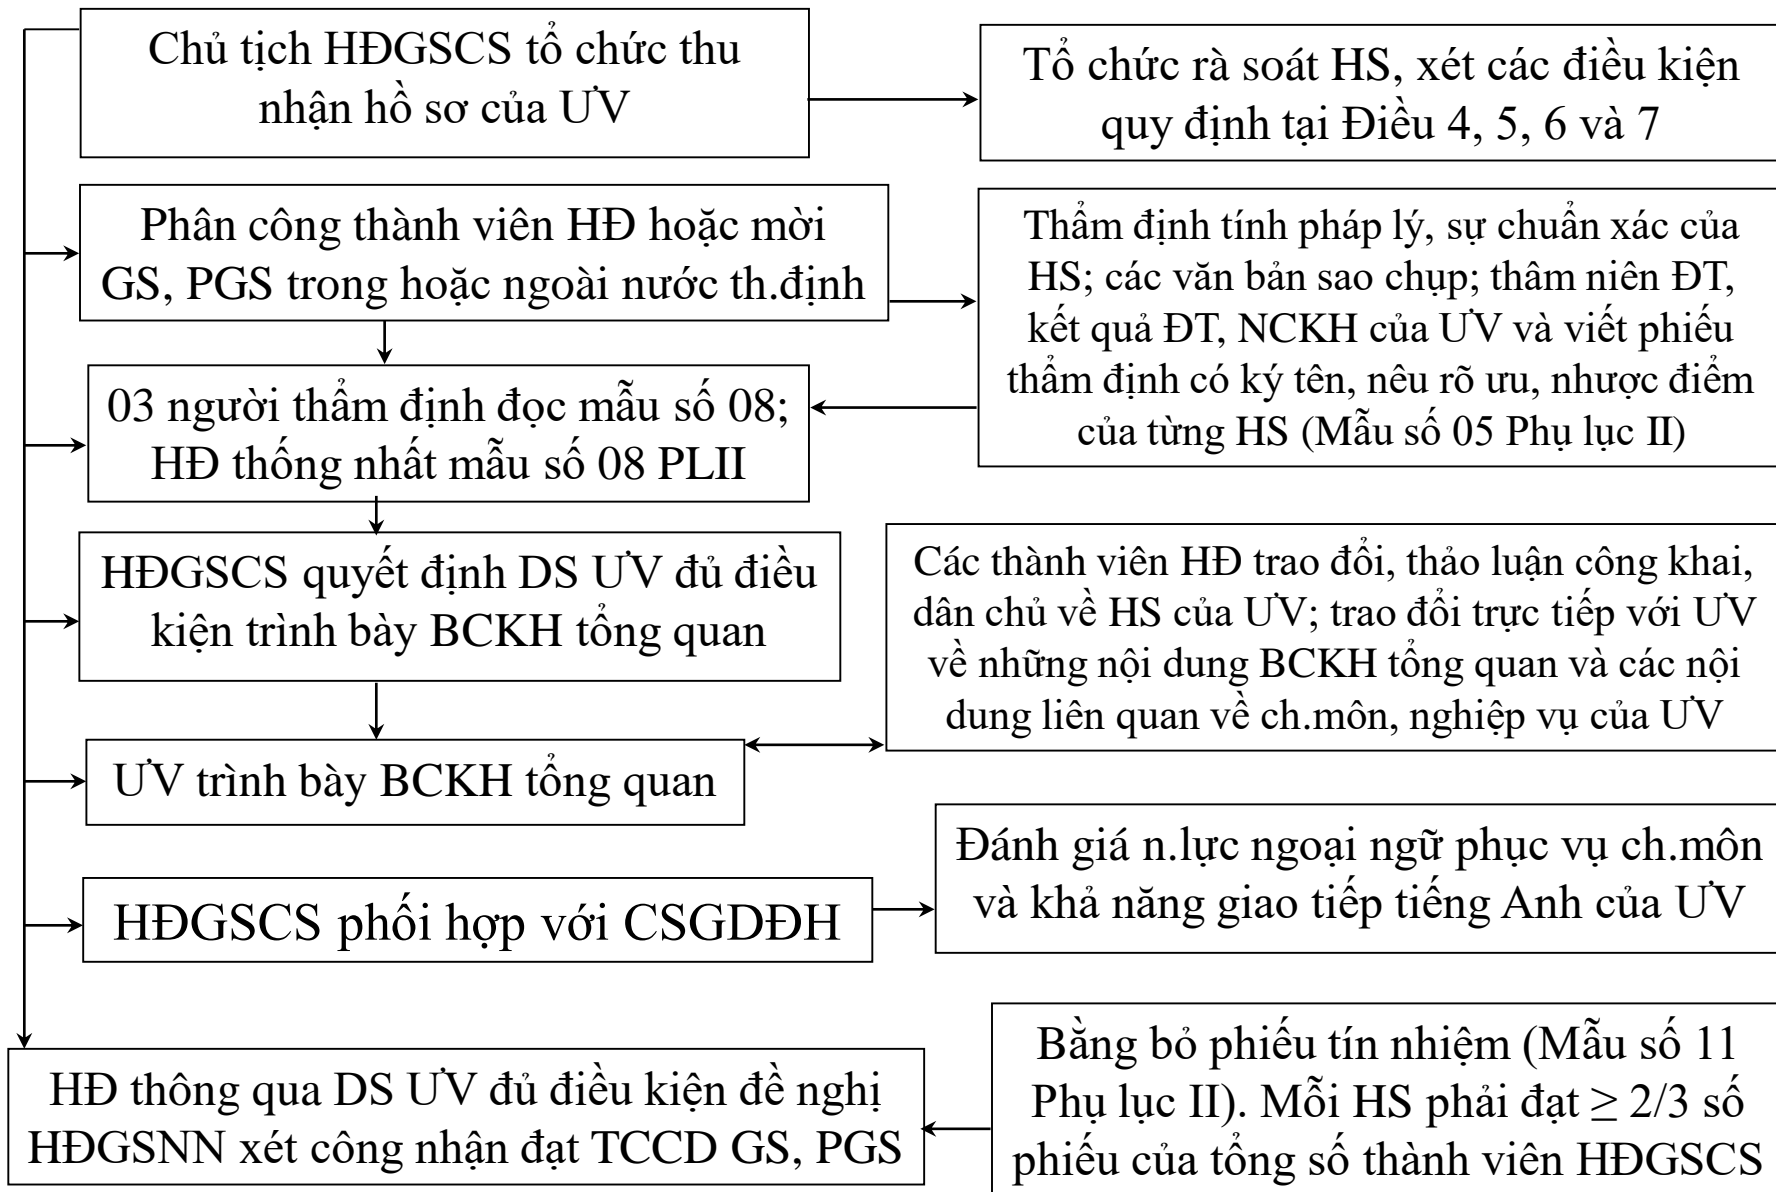 Chủ tịch HĐGSCS tổ chức thu
nhận hồ sơ của ƯV
Tổ chức rà soát HS, xét các điều kiện
quy định tại Điều 4, 5, 6 và 7
Phân công thành viên HĐ hoặc mời
GS, PGS trong hoặc ngoài nước th.định
Thẩm định tính pháp lý, sự chuẩn xác của
HS; các văn bản sao chụp; thâm niên ĐT,
kết quả ĐT, NCKH của ƯV và viết phiếu
thẩm định có ký tên, nêu rõ ưu, nhược điểm
của từng HS (Mẫu số 05 Phụ lục II)
03 người thẩm định đọc mẫu số 08;
HĐ thống nhất mẫu số 08 PLII
HĐGSCS quyết định DS ƯV đủ điều
kiện trình bày BCKH tổng quan
Các thành viên HĐ trao đổi, thảo luận công khai,
dân chủ về HS của ƯV; trao đổi trực tiếp với ƯV
về những nội dung BCKH tổng quan và các nội
dung liên quan về ch.môn, nghiệp vụ của ƯV
ƯV trình bày BCKH tổng quan
Đánh giá n.lực ngoại ngữ phục vụ ch.môn
và khả năng giao tiếp tiếng Anh của ƯV
HĐGSCS phối hợp với CSGDĐH
HĐ thông qua DS ƯV đủ điều kiện đề nghị
HĐGSNN xét công nhận đạt TCCD GS, PGS
Bằng bỏ phiếu tín nhiệm (Mẫu số 11
Phụ lục II). Mỗi HS phải đạt ≥ 2/3 số
phiếu của tổng số thành viên HĐGSCS